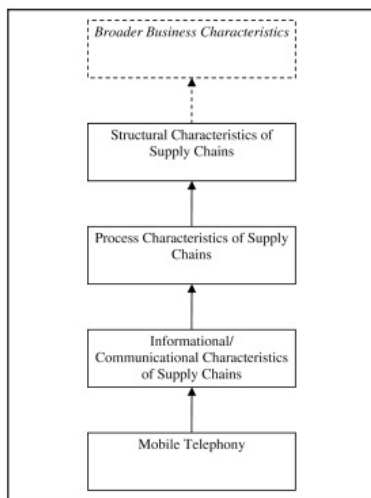 Broader Business Characteristics
Structural Characteristics of
Supply Chains
Process Characteristics of Supply
Chains
Informational/
Communicational Characteristics
of Supply Chains
Mobile Telephony